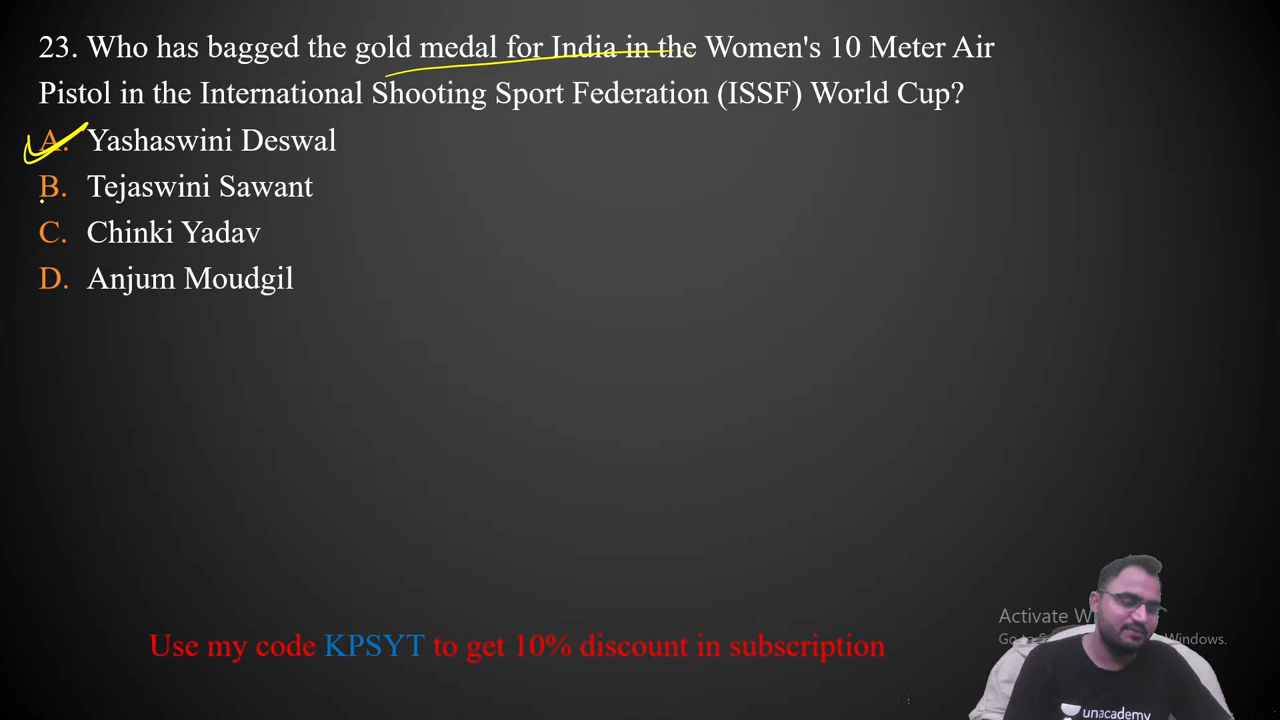 23. Who has bagged the gold medal for India in the Women's 10 Meter Air
Pistol in the International Shooting Sport Federation (ISSF) World Cup?
A. Yashaswini Deswal
B. Tejaswini Sawant
C. Chinki Yadav
D. Anjum Moudgil
Activate
Go to Windows.
Use my code KPSYT to get 10% discount in subscription
unacademy